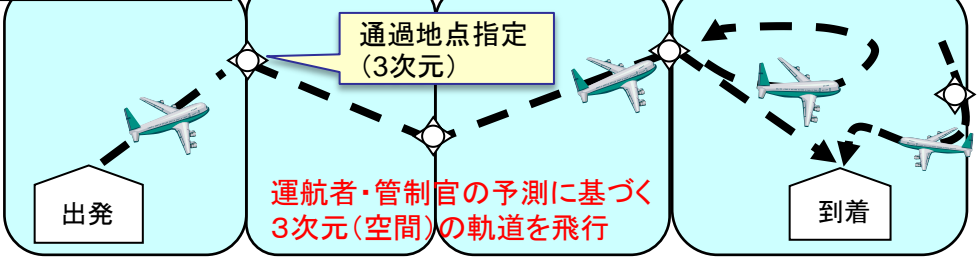 通過地点指定
（3次元）
出発
運航者・管制官の予測に基づく
３次元（空間）の軌道を飛行
到着